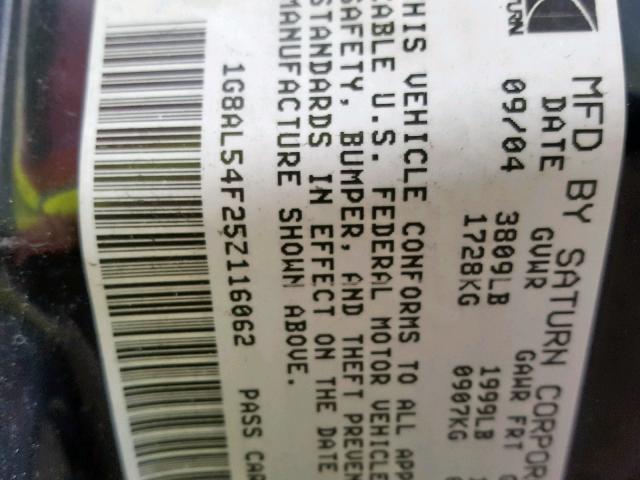 MFD BY SATURN CORPOR
DATE GVWR GAWR FRT
09/04 3809LB 1999LB
1728KG 0907KG
THIS VEHICLE CONFORMS TO ALL APP
CABLE U.S. FEDERAL MOTOR VEHICLE
SAFETY, BUMPER, AND THEFT PREVEN
STANDARDS IN EFFECT ON THE DATE
MANUFACTURE SHOWN ABOVE.
1G8AL54F25Z116062 PASS CAR